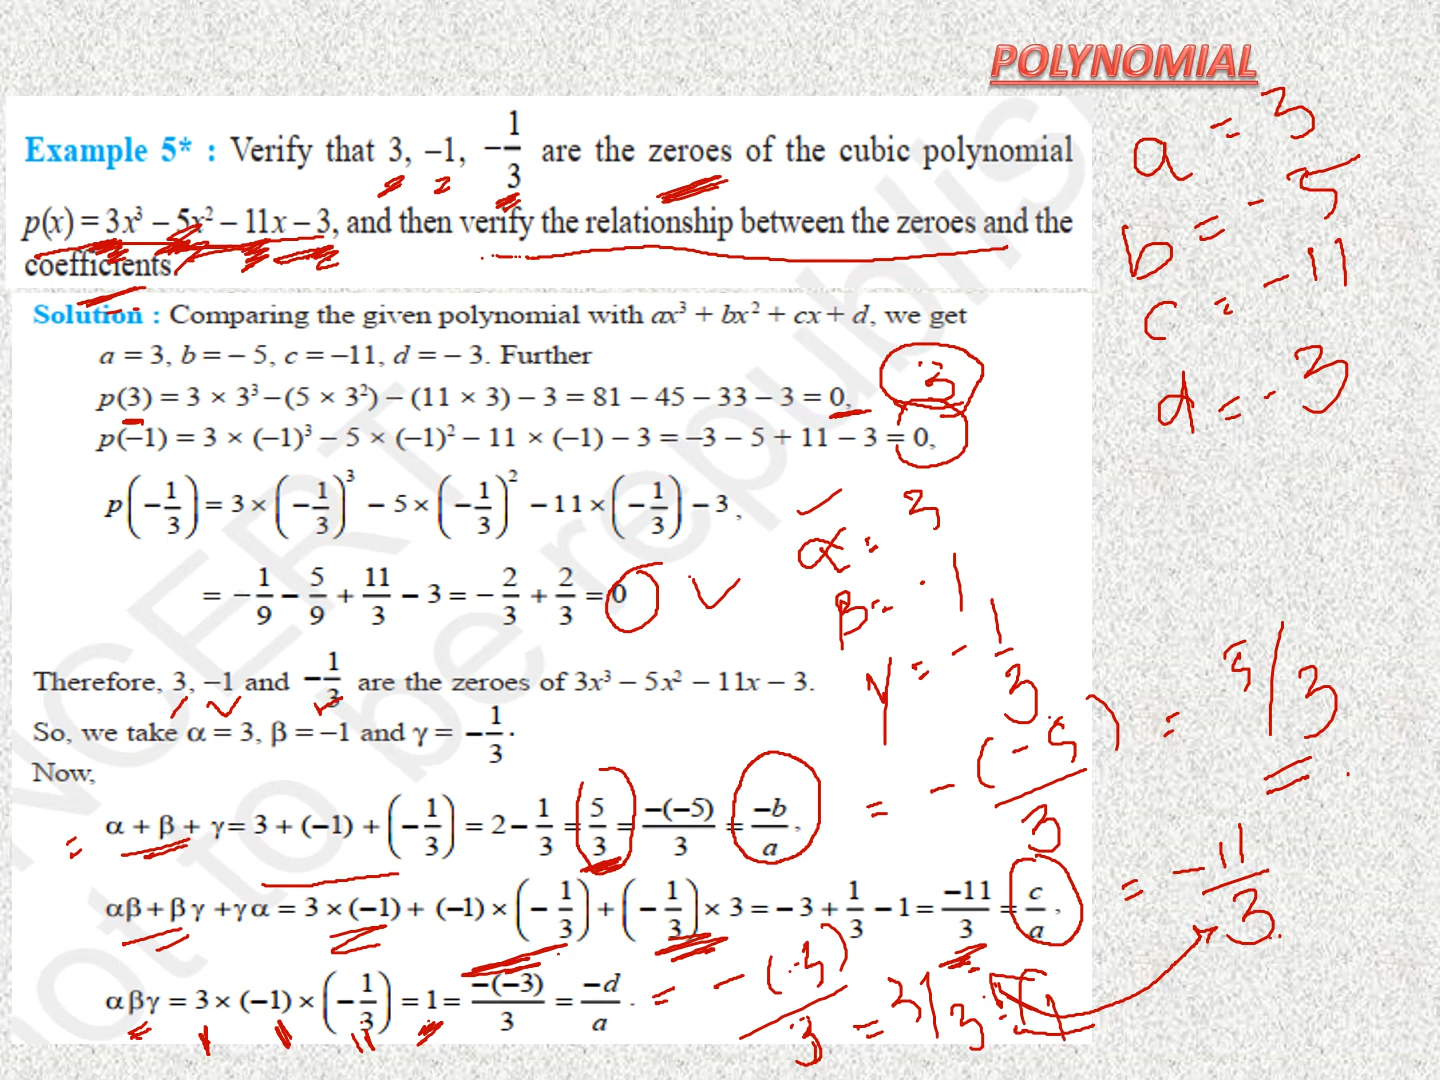 POLYNOMIAL
Example 5* : Verify that 3, –1, -1/3 are the zeroes of the cubic polynomial
p(x) = 3x³ – 5x² – 11x – 3, and then verify the relationship between the zeroes and the
coefficients.
Solution : Comparing the given polynomial with ax³ + bx² + cx + d, we get
a = 3, b = – 5, c = –11, d = – 3. Further
p(3) = 3 × 3³ – (5 × 3²) – (11 × 3) – 3 = 81 – 45 – 33 – 3 = 0,
p(–1) = 3 × (–1)³ – 5 × (–1)² – 11 × (–1) – 3 = –3 – 5 + 11 – 3 = 0,
p(-1/3) = 3 × (-1/3)³ – 5 × (-1/3)² – 11 × (-1/3) – 3 ,
= –1/9 – 5/9 + 11/3 – 3 = –2/3 + 2/3 = 0
Therefore, 3, –1 and -1/3 are the zeroes of 3x³ – 5x² – 11x – 3.
So, we take α = 3, β = –1 and γ = -1/3.
Now,
α + β + γ = 3 + (–1) + (-1/3) = 2 – 1/3 = 5/3 = –(–5)/3 = –b/a ,
αβ + βγ + γα = 3 × (–1) + (–1) × (-1/3) + (-1/3) × 3 = –3 + 1/3 – 1 = –11/3 = c/a ,
αβγ = 3 × (–1) × (-1/3) = 1 = –(–3)/3 = –d/a .
a = 3
b = -5
c = -11
d = -3
3
α = 3
β = -1
γ = -1/3
= -(-5)/3 = 5/3
= -11/3
= -(-3)/3 = 3/3 = 1
NCERT
not to be republished